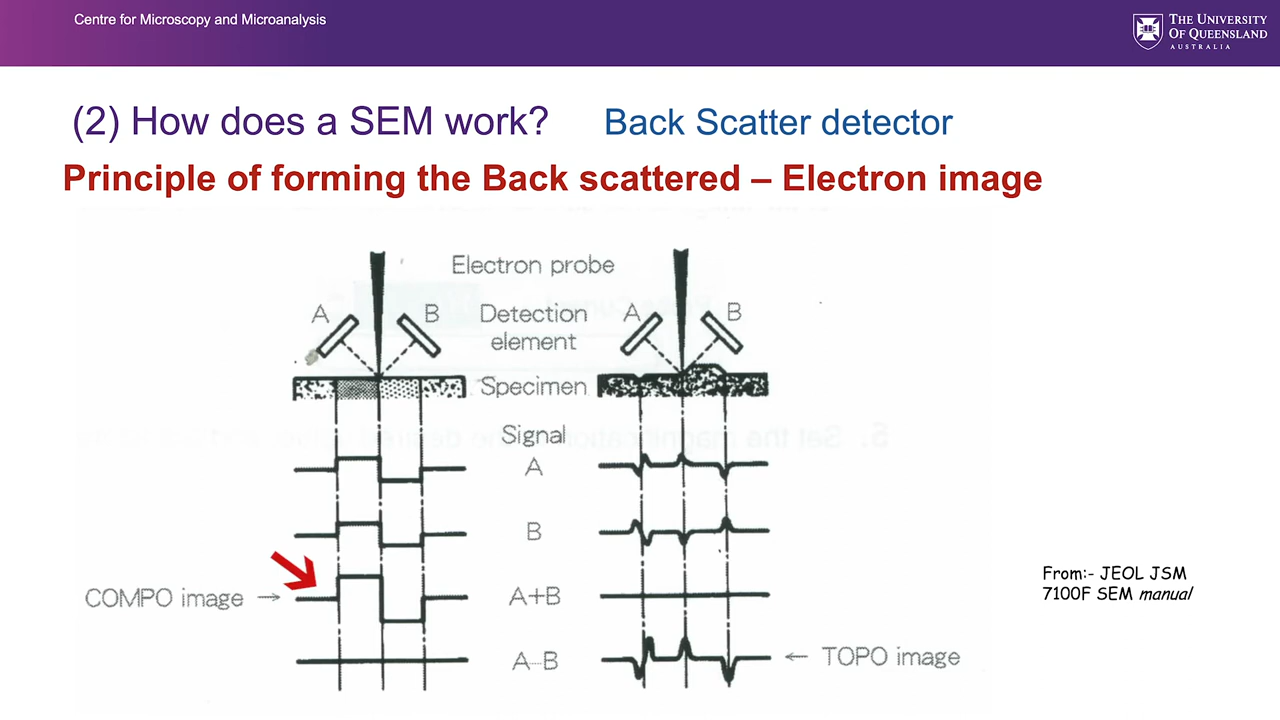 Centre for Microscopy and Microanalysis
THE UNIVERSITY
OF QUEENSLAND
AUSTRALIA
(2) How does a SEM work?
Back Scatter detector
Principle of forming the Back scattered – Electron image
Electron probe
A
B
Detection
element
A
B
Specimen
Signal
A
B
COMPO image →
A+B
A–B
← TOPO image
From:- JEOL JSM
7100F SEM manual